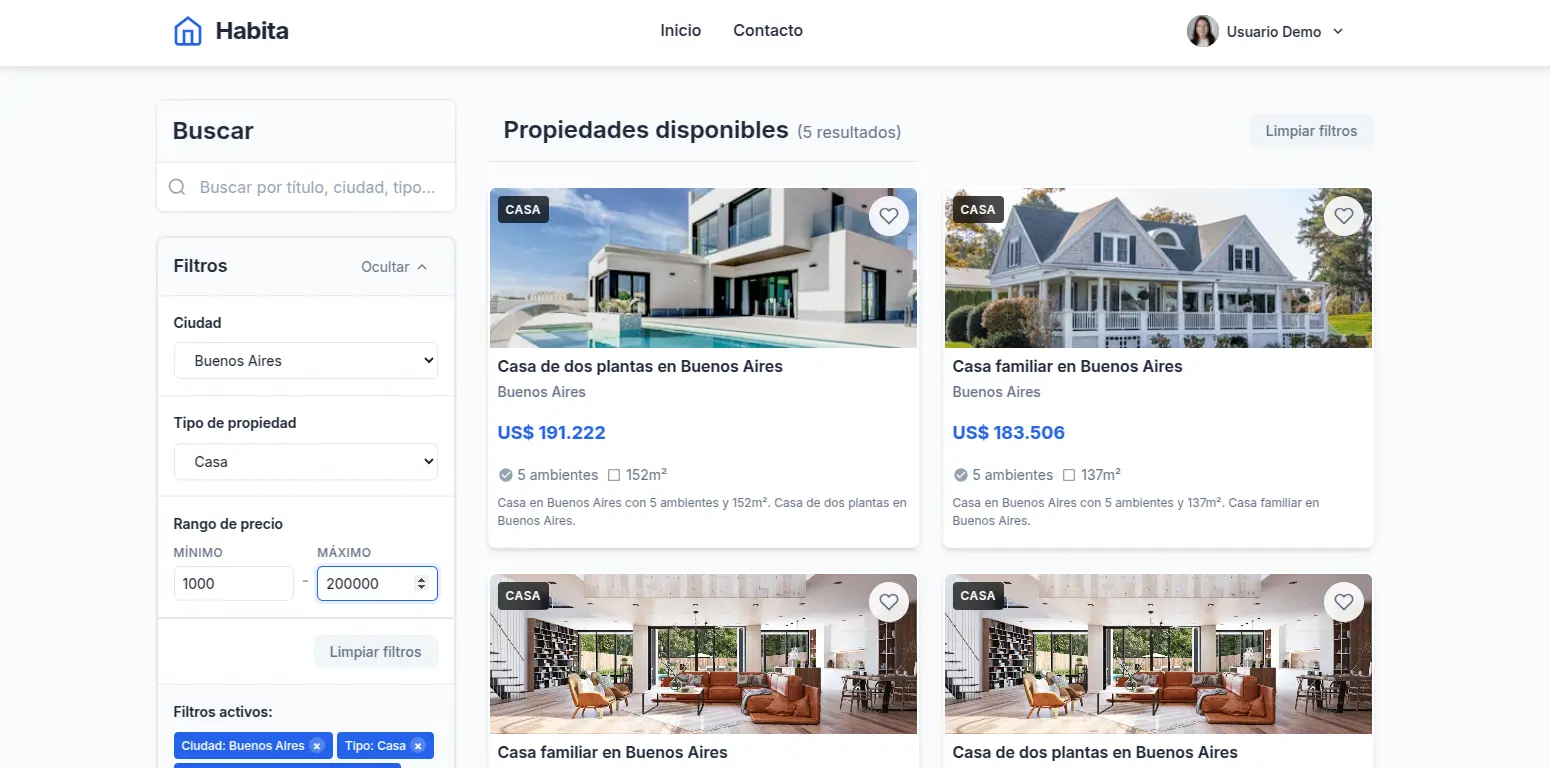 Habita
Inicio
Contacto
Usuario Demo
Buscar
Buscar por título, ciudad, tipo...
Filtros
Ocultar
Ciudad
Buenos Aires
Tipo de propiedad
Casa
Rango de precio
MÍNIMO
MÁXIMO
1000
-
200000
Limpiar filtros
Filtros activos:
Ciudad: Buenos Aires ×
Tipo: Casa ×
Propiedades disponibles (5 resultados)
Limpiar filtros
CASA
Casa de dos plantas en Buenos Aires
Buenos Aires
US$ 191.222
5 ambientes
152m²
Casa en Buenos Aires con 5 ambientes y 152m². Casa de dos plantas en
Buenos Aires.
CASA
Casa familiar en Buenos Aires
Buenos Aires
US$ 183.506
5 ambientes
137m²
Casa en Buenos Aires con 5 ambientes y 137m². Casa familiar en
Buenos Aires.
CASA
Casa familiar en Buenos Aires
CASA
Casa de dos plantas en Buenos Aires